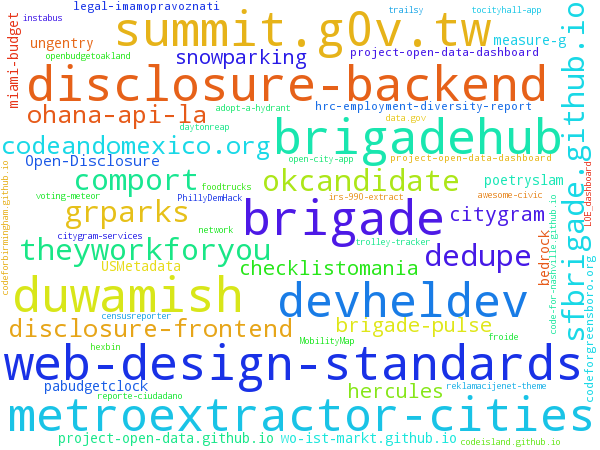 legal-imamopravoznati
trailsy
tocityhall-app
instabus
miami-budget
summit.g0v.tw
ungentry
measure-g
openbudgetoakland
snowparking
project-open-data-dashboard
sfbrigade.github.io
disclosure-backend
ohana-api-la
adopt-a-hydrant
hrc-employment-diversity-report
data.gov
daytonreap
brigadehub
codeandomexico.org
Open-Disclosure
open-city-app
project-open-data-dashboard
LOE_dashboard
codeforbirmingham.github.io
comport
foodtrucks
okcandidate
poetryslam
voting-meteor
PhillyDemHack
irs-990-extract
awesome-civic
grparks
brigade
citygram
code-for-nashville.github.io
citygram-services
network
theyworkforyou
trolley-tracker
dedupe
bedrock
USMetadata
checklistomania
codeforgreensboro.org
duwamish
devheldev
censusreporter
disclosure-frontend
brigade-pulse
hexbin
MobilityMap
froide
web-design-standards
pabudgetclock
hercules
reklamacijenet-theme
reporte-ciudadano
metroextractor-cities
project-open-data.github.io
wo-ist-markt.github.io
codeisland.github.io